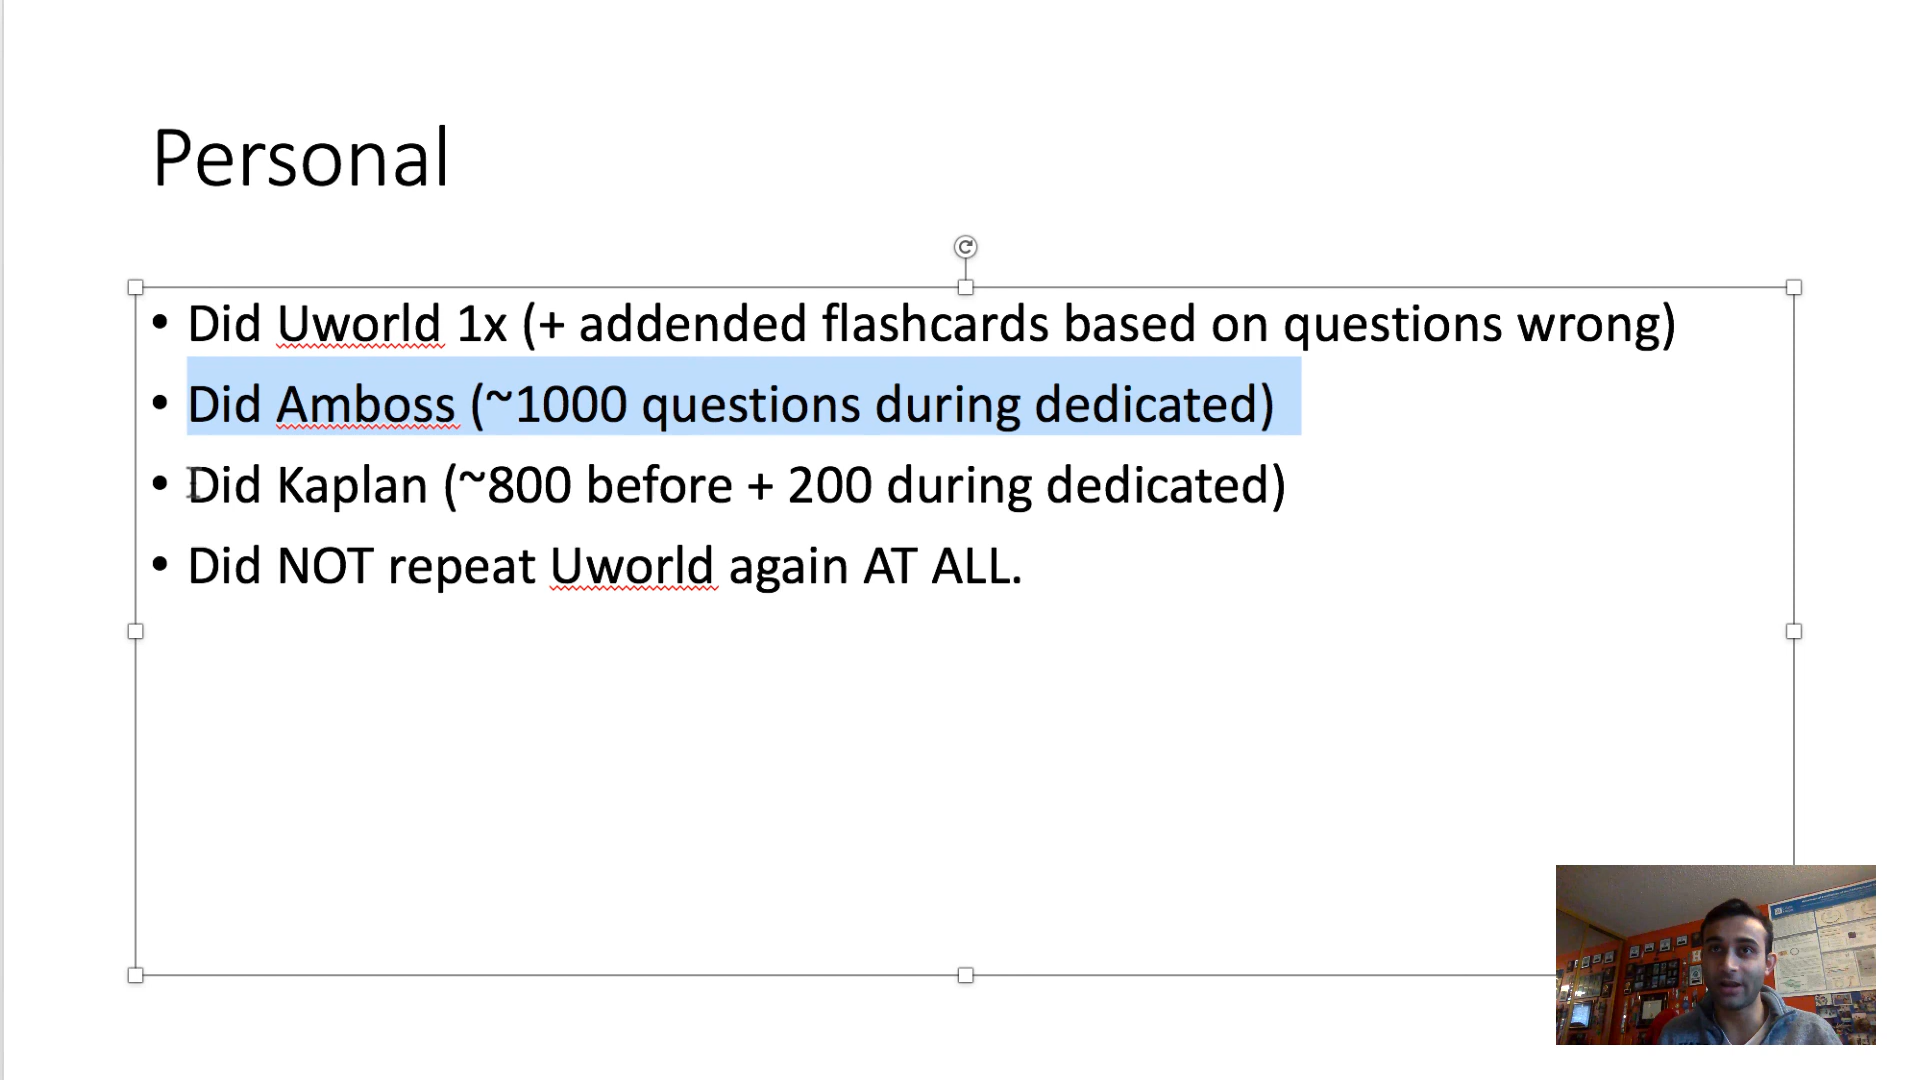 Personal
• Did Uworld 1x (+ addended flashcards based on questions wrong)
• Did Amboss (~1000 questions during dedicated)
• Did Kaplan (~800 before + 200 during dedicated)
• Did NOT repeat Uworld again AT ALL.